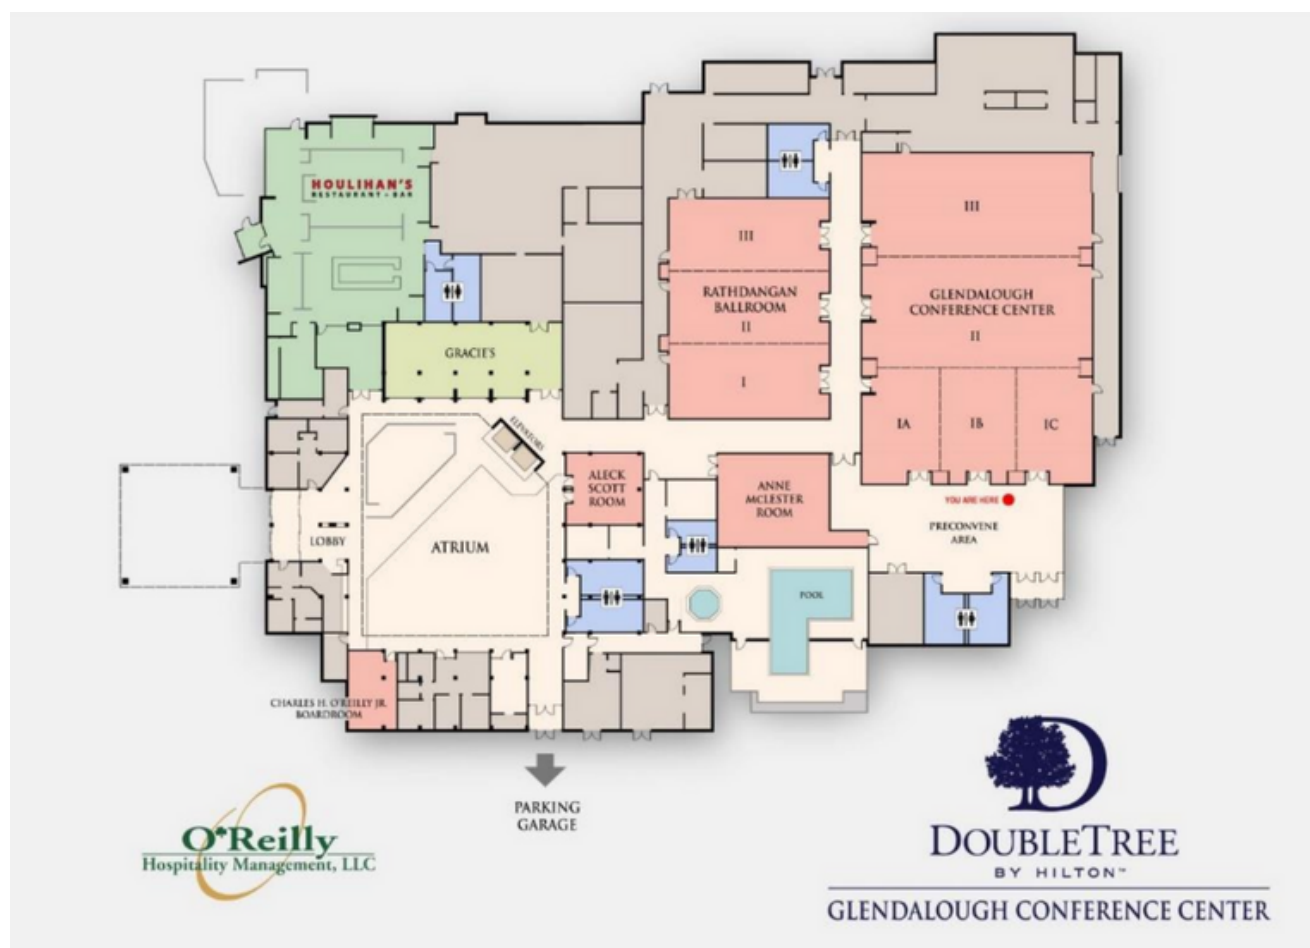 HOULIHAN'S
RESTAURANT • BAR
III
III
RATHDANGAN
BALLROOM
II
GLENDALOUGH
CONFERENCE CENTER
II
GRACIE'S
I
IA
IB
IC
ELEVATORS
ALECK
SCOTT
ROOM
ANNE
MCLESTER
ROOM
YOU ARE HERE
PRECONVENE
AREA
LOBBY
ATRIUM
POOL
CHARLES H. O'REILLY JR.
BOARDROOM
PARKING
GARAGE
O'Reilly
Hospitality Management, LLC
D
DOUBLETREE
BY HILTON™
GLENDALOUGH CONFERENCE CENTER